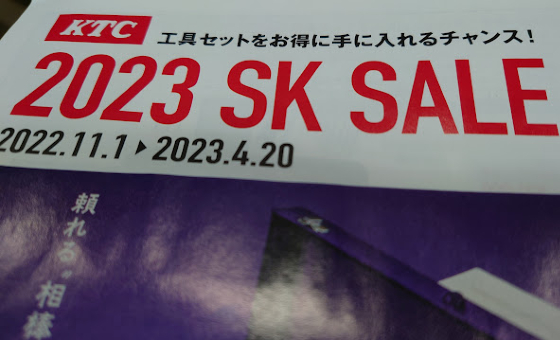 KTC 工具セットをお得に手に入れるチャンス!
2023 SK SALE
2022.11.1▶2023.4.20
頼れる"相棒